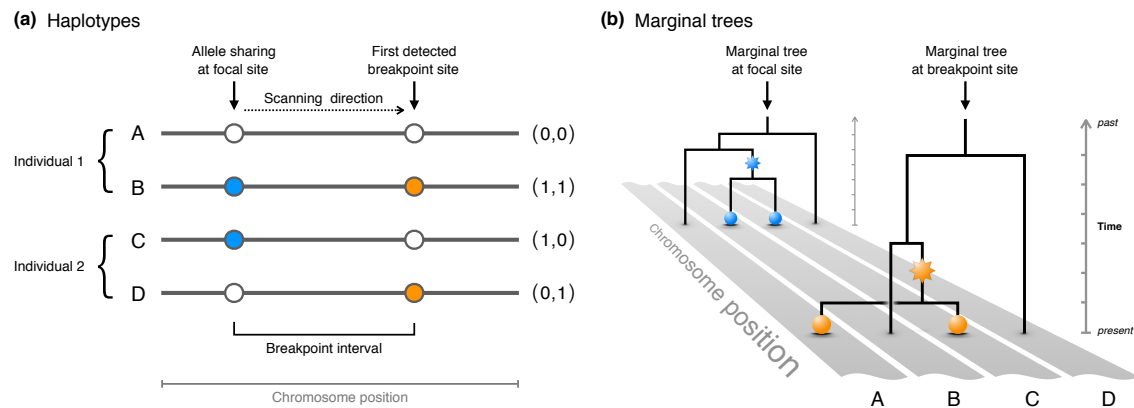 (a) Haplotypes
Allele sharing
at focal site
First detected
breakpoint site
Scanning direction
Individual 1
A
(0,0)
B
(1,1)
Individual 2
C
(1,0)
D
(0,1)
Breakpoint interval
Chromosome position
(b) Marginal trees
Marginal tree
at focal site
Marginal tree
at breakpoint site
past
Time
present
Chromosome position
A B C D